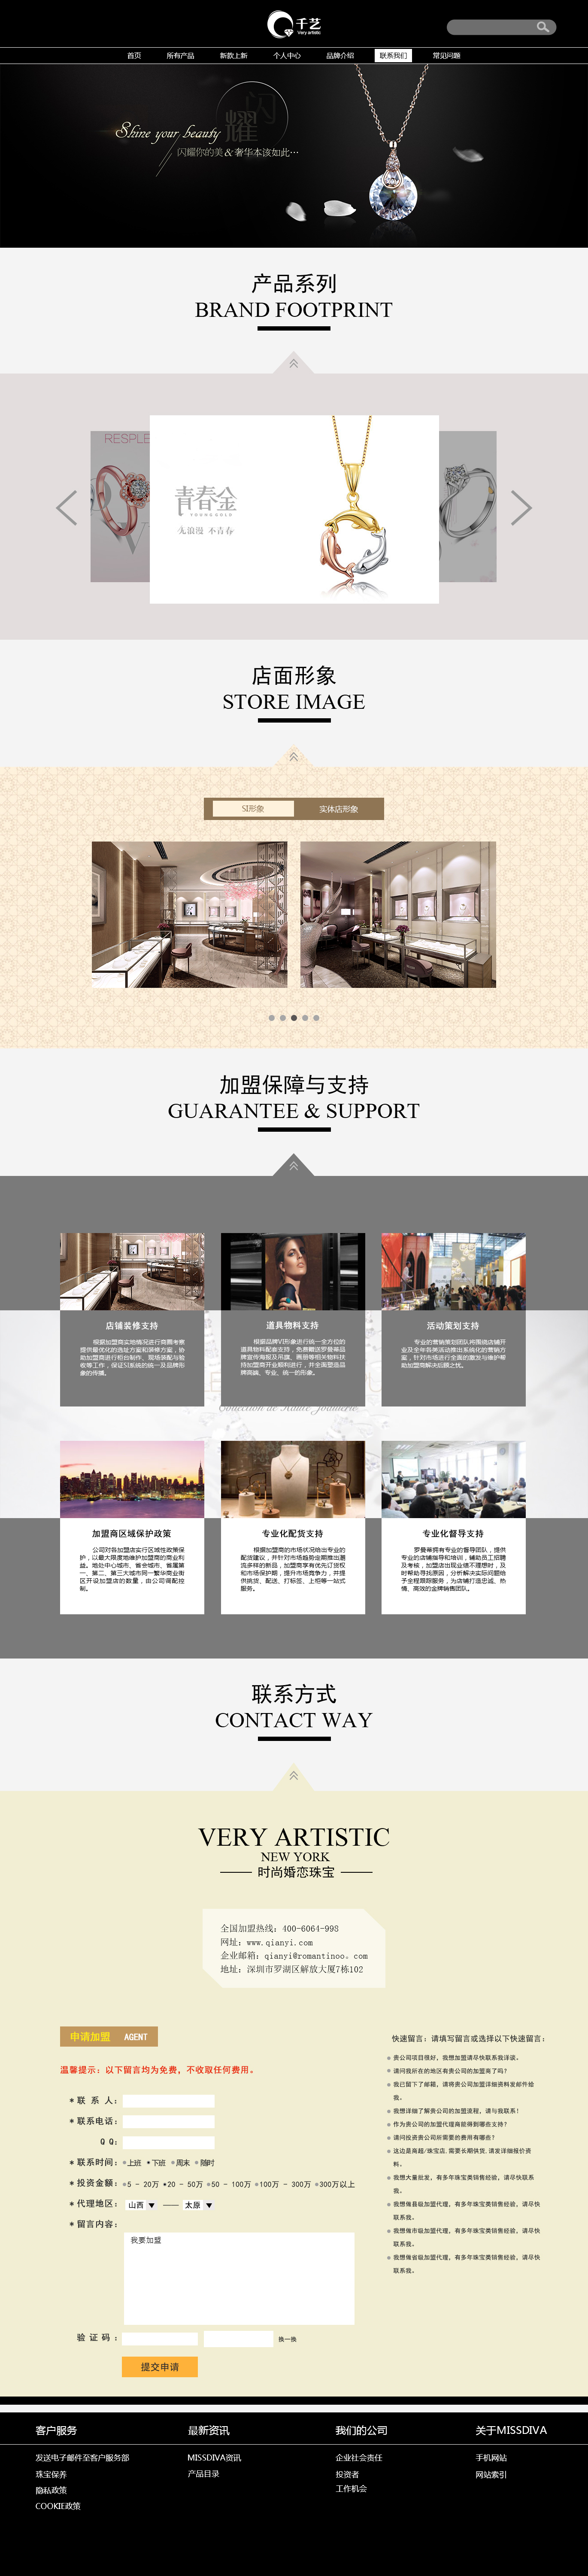 千艺
Very artistic
首页 所有产品 新款上新 个人中心 品牌介绍 联系我们 常见问题
闪
耀
Shine your beauty
闪耀你的美&奢华本该如此···
产品系列
BRAND FOOTPRINT
RESPLE
青春金
YOUNG GOLD
无浪漫 不青春
店面形象
STORE IMAGE
SI形象 实体店形象
加盟保障与支持
GUARANTEE & SUPPORT
店铺装修支持
根据加盟商实地情况进行商圈考察
提供最优化的选址方案和装修方案，协
助加盟商进行柜台制作、现场装配与验
收等工作，保证SI系统的统一及品牌形
象的传播。
道具物料支持
根据品牌VI形象进行统一全方位的
道具物料配套支持，免费赠送罗曼蒂品
牌宣传海报及吊旗、画册等相关物料扶
持加盟商开业顺利进行，并全面塑造品
牌高端、专业、统一的形象。
活动策划支持
专业的营销策划团队将围绕店铺开
业及全年各类活动推出系统化的营销方
案，针对市场进行全面的激发与维护帮
助加盟商解决后顾之忧。
Collection de Haute Joaillerie
加盟商区域保护政策
公司对各加盟店实行区域性政策保
护，以最大限度地维护加盟商的商业利
益。地处中心城市、省会城市、省属第
一、第二、第三大城市同一繁华商业街
区开设加盟店的数量，由公司调配控
制。
专业化配货支持
根据加盟商的市场状况给出专业的
配货建议，并针对市场趋势定期推出潮
流多样的新品，加盟商享有优先订货权
和市场保护期，提升市场竞争力，并提
供挑货、配送、打标签、上柜等一站式
服务。
专业化督导支持
罗曼蒂拥有专业的督导团队，提供
专业的店铺指导和培训，辅助员工招聘
及考核，加盟店出现业绩不理想时，及
时帮助寻找原因，分析解决实际问题给
予全程跟踪服务，为店铺打造忠诚、热
情、高效的金牌销售团队。
联系方式
CONTACT WAY
VERY ARTISTIC
NEW YORK
时尚婚恋珠宝
全国加盟热线：400-6064-998
网址：www.qianyi.com
企业邮箱：qianyi@romantinoo。com
地址：深圳市罗湖区解放大厦7栋102
申请加盟 AGENT
温馨提示：以下留言均为免费，不收取任何费用。
*联 系 人：
*联系电话：
Q Q：
*联系时间：上班 下班 周末 随时
*投资金额：5 - 20万 20 - 50万 50 - 100万 100万 - 300万 300万以上
*代理地区：山西 —— 太原
*留言内容：
我要加盟
验 证 码 ： 换一换
提交申请
快速留言：请填写留言或选择以下快速留言：
贵公司项目很好，我想加盟请尽快联系我详谈。
请问我所在的地区有贵公司的加盟商了吗？
我已留下了邮箱，请将贵公司加盟详细资料发邮件给
我。
我想详细了解贵公司的加盟流程，请与我联系！
作为贵公司的加盟代理商能得到哪些支持？
请问投资贵公司所需要的费用有哪些？
这边是商超/珠宝店,需要长期供货,请发详细报价资
料。
我想大量批发，有多年珠宝类销售经验，请尽快联系
我。
我想做县级加盟代理，有多年珠宝类销售经验，请尽快
联系我。
我想做市级加盟代理，有多年珠宝类销售经验，请尽快
联系我。
我想做省级加盟代理，有多年珠宝类销售经验，请尽快
联系我。
客户服务
发送电子邮件至客户服务部
珠宝保养
隐私政策
COOKIE政策
最新资讯
MISSDIVA资讯
产品目录
我们的公司
企业社会责任
投资者
工作机会
关于MISSDIVA
手机网站
网站索引